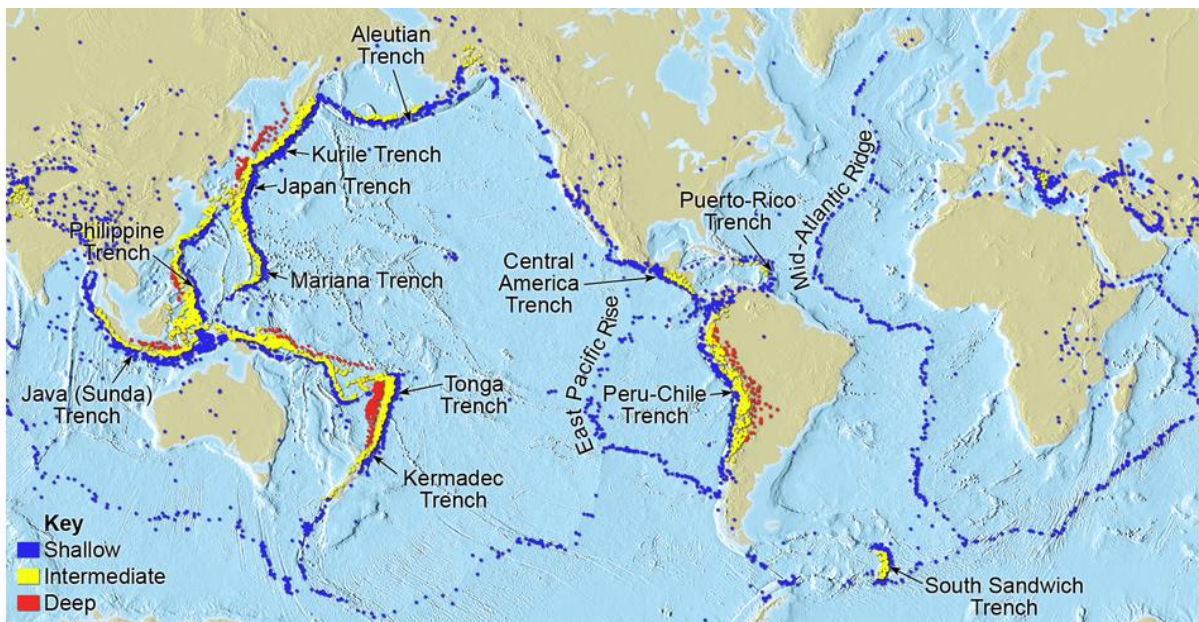 Aleutian
Trench
Kurile Trench
Japan Trench
Philippine
Trench
Mariana Trench
Puerto-Rico
Trench
Mid-Atlantic Ridge
Central
America
Trench
East Pacific Rise
Java (Sunda)
Trench
Tonga
Trench
Peru-Chile
Trench
Kermadec
Trench
Key
Shallow
Intermediate
Deep
South Sandwich
Trench